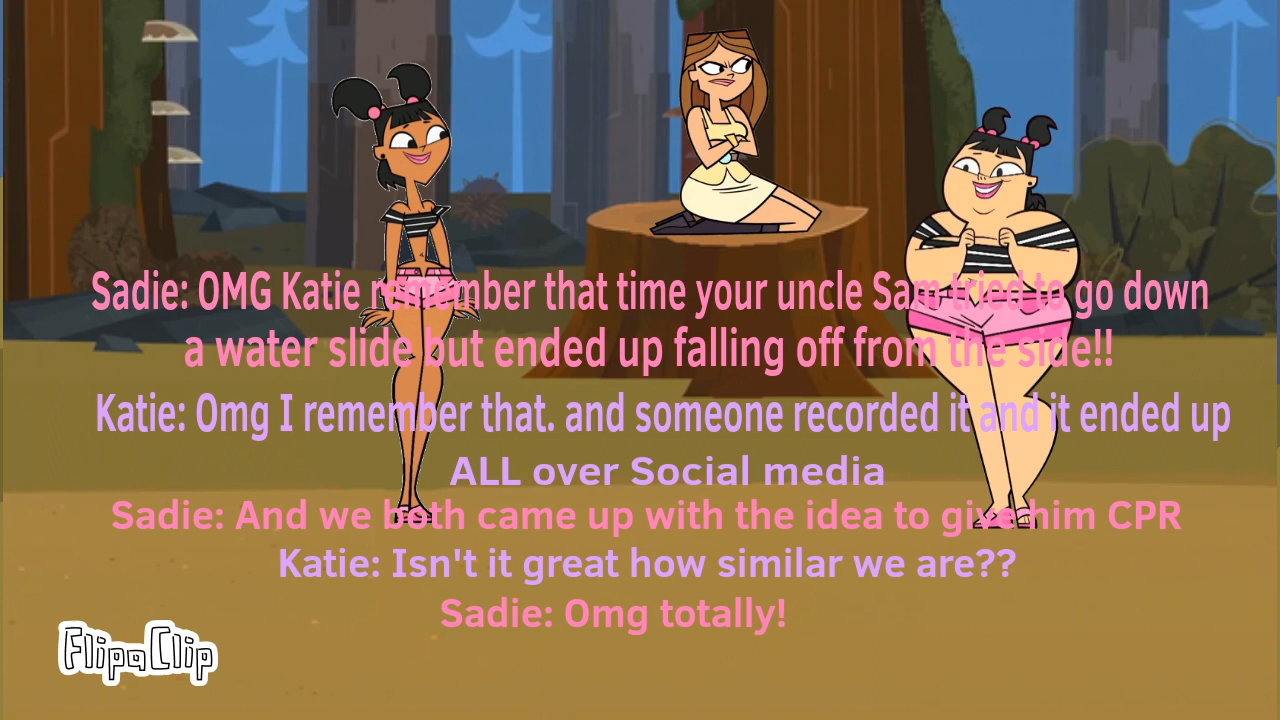 Sadie: OMG Katie remember that time your uncle Sam tried to go down
a water slide but ended up falling off from the side!!
Katie: Omg I remember that. and someone recorded it and it ended up
ALL over Social media
Sadie: And we both came up with the idea to give him CPR
Katie: Isn't it great how similar we are??
Sadie: Omg totally!
FlipaClip